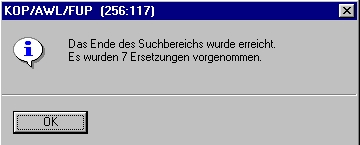 KOP/AWL/FUP (256:117)
Das Ende des Suchbereichs wurde erreicht.
Es wurden 7 Ersetzungen vorgenommen.
OK